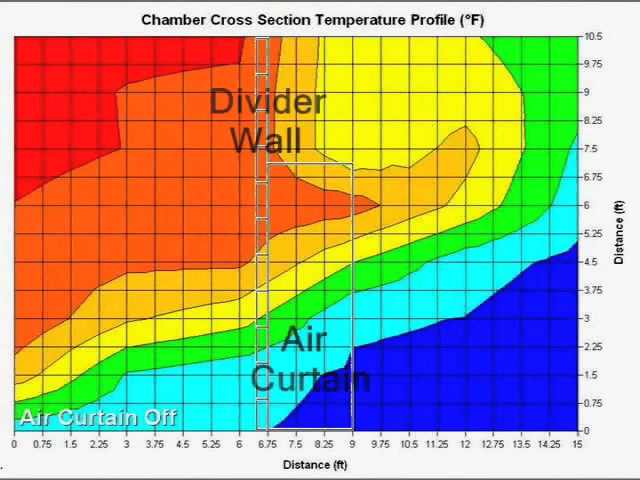 Chamber Cross Section Temperature Profile (°F)
10.5
9.75
9
8.25
7.5
6.75
6
5.25
4.5
3.75
3
2.25
1.5
0.75
0
Distance (ft)
Divider
Wall
Air
Curtain
Air Curtain Off
0 0.75 1.5 2.25 3 3.75 4.5 5.25 6 6.75 7.5 8.25 9 9.75 10.5 11.25 12 12.75 13.5 14.25 15
Distance (ft)